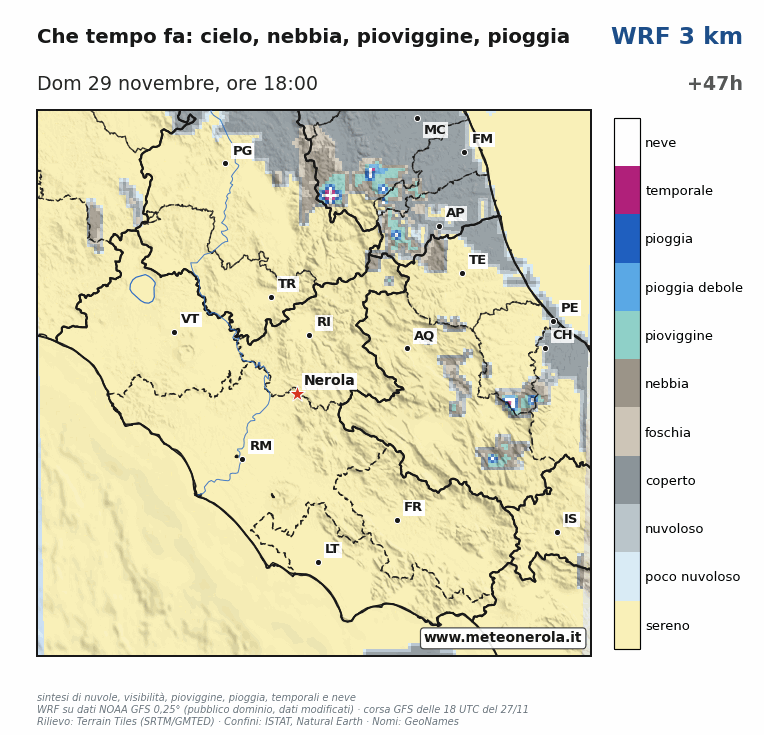 Che tempo fa: cielo, nebbia, pioviggine, pioggia
WRF 3 km
Dom 29 novembre, ore 18:00
+47h
MC
FM
PG
AP
TE
TR
PE
VT
RI
AQ
CH
Nerola
RM
FR
IS
LT
www.meteonerola.it
neve
temporale
pioggia
pioggia debole
pioviggine
nebbia
foschia
coperto
nuvoloso
poco nuvoloso
sereno
sintesi di nuvole, visibilità, pioviggine, pioggia, temporali e neve
WRF su dati NOAA GFS 0,25° (pubblico dominio, dati modificati) · corsa GFS delle 18 UTC del 27/11
Rilievo: Terrain Tiles (SRTM/GMTED) · Confini: ISTAT, Natural Earth · Nomi: GeoNames